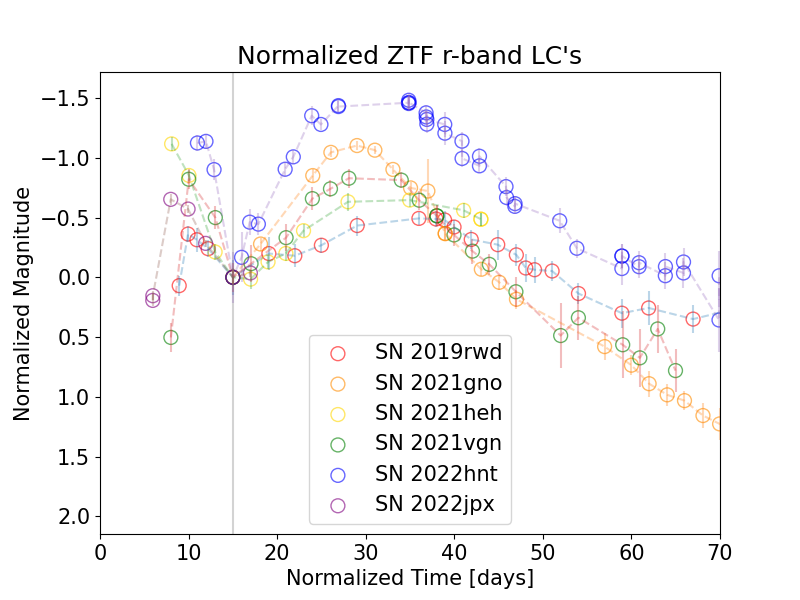 Normalized ZTF r-band LC's
Normalized Magnitude
−1.5
−1.0
−0.5
0.0
0.5
1.0
1.5
2.0
SN 2019rwd
SN 2021gno
SN 2021heh
SN 2021vgn
SN 2022hnt
SN 2022jpx
0 10 20 30 40 50 60 70
Normalized Time [days]